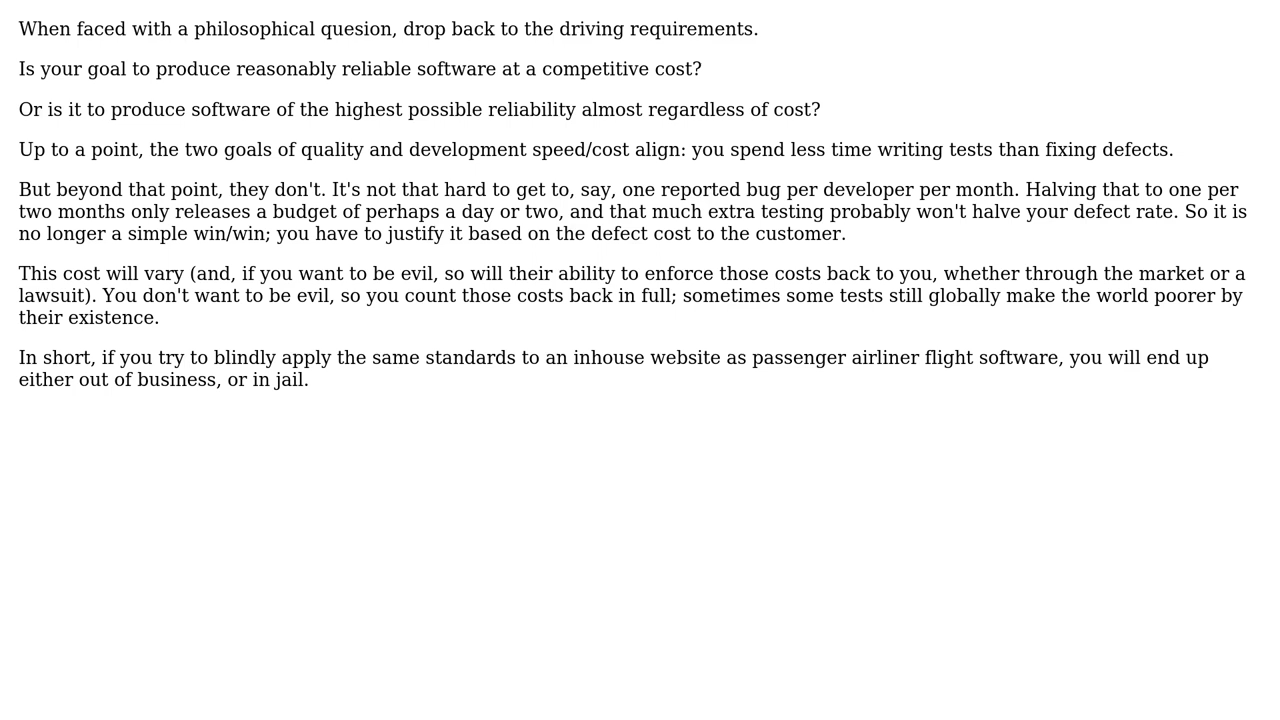 When faced with a philosophical quesion, drop back to the driving requirements.
Is your goal to produce reasonably reliable software at a competitive cost?
Or is it to produce software of the highest possible reliability almost regardless of cost?
Up to a point, the two goals of quality and development speed/cost align: you spend less time writing tests than fixing defects.
But beyond that point, they don't. It's not that hard to get to, say, one reported bug per developer per month. Halving that to one per
two months only releases a budget of perhaps a day or two, and that much extra testing probably won't halve your defect rate. So it is
no longer a simple win/win; you have to justify it based on the defect cost to the customer.
This cost will vary (and, if you want to be evil, so will their ability to enforce those costs back to you, whether through the market or a
lawsuit). You don't want to be evil, so you count those costs back in full; sometimes some tests still globally make the world poorer by
their existence.
In short, if you try to blindly apply the same standards to an inhouse website as passenger airliner flight software, you will end up
either out of business, or in jail.